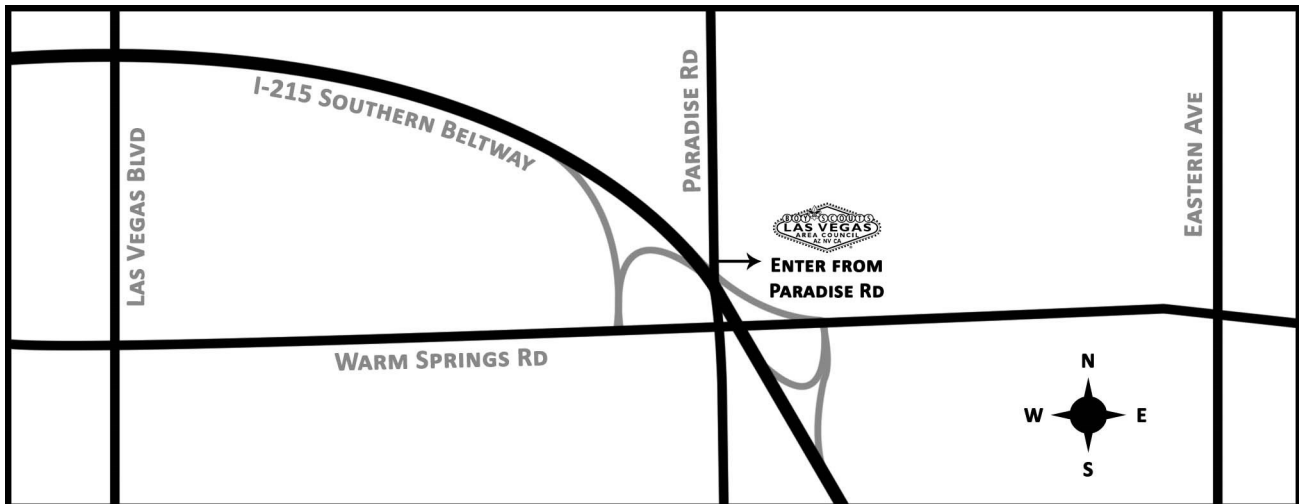 I-215 Southern Beltway
Las Vegas Blvd
Paradise Rd
Eastern Ave
BOY SCOUTS
LAS VEGAS
AREA COUNCIL
AZ NV CA
Enter from
Paradise Rd
Warm Springs Rd
N
W
E
S